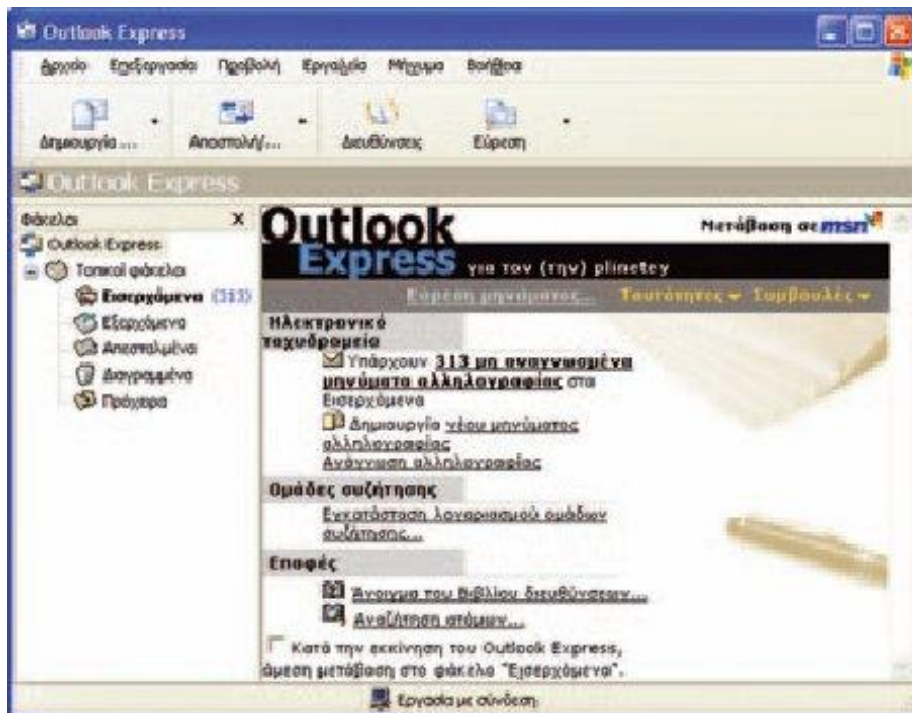 Outlook Express
Αρχείο Επεξεργασία Προβολή Εργαλεία Μήνυμα Βοήθεια
Δημιουργία ... Αποστολή/... Διευθύνσεις Εύρεση
Outlook Express
Φάκελοι X
Outlook Express
Τοπικοί φάκελοι
Εισερχόμενα (313)
Εξερχόμενα
Απεσταλμένα
Διαγραμμένα
Πρόχειρα
Outlook
Express για τον (την) plinetey
Μετάβαση σε msn
Εύρεση μηνύματος... Ταυτότητες Συμβουλές
Ηλεκτρονικό
ταχυδρομείο
Υπάρχουν 313 μη αναγνωσμένα
μηνύματα αλληλογραφίας στα
Εισερχόμενα
Δημιουργία νέου μηνύματος
αλληλογραφίας
Ανάγνωση αλληλογραφίας
Ομάδες συζήτησης
Εγκατάσταση λογαριασμού ομάδων
συζήτησης...
Επαφές
Άνοιγμα του Βιβλίου διευθύνσεων...
Αναζήτηση ατόμων...
Κατά την εκκίνηση του Outlook Express,
άμεση μετάβαση στο φάκελο "Εισερχόμενα".
Εργασία με σύνδεση